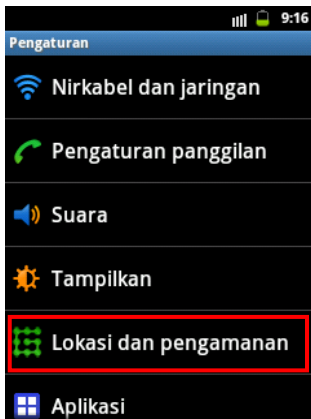 9:16
Pengaturan
Nirkabel dan jaringan
Pengaturan panggilan
Suara
Tampilkan
Lokasi dan pengamanan
Aplikasi